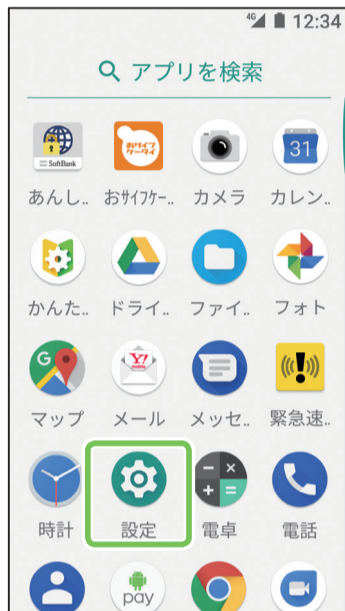 4G 12:34
アプリを検索
SoftBank
おサイフケータイ
31
あんし.. おサイフケー.. カメラ カレン..
かんた.. ドライ.. ファイ.. フォト
G
Y! mobile
マップ メール メッセ.. 緊急速..
時計 設定 電卓 電話
pay